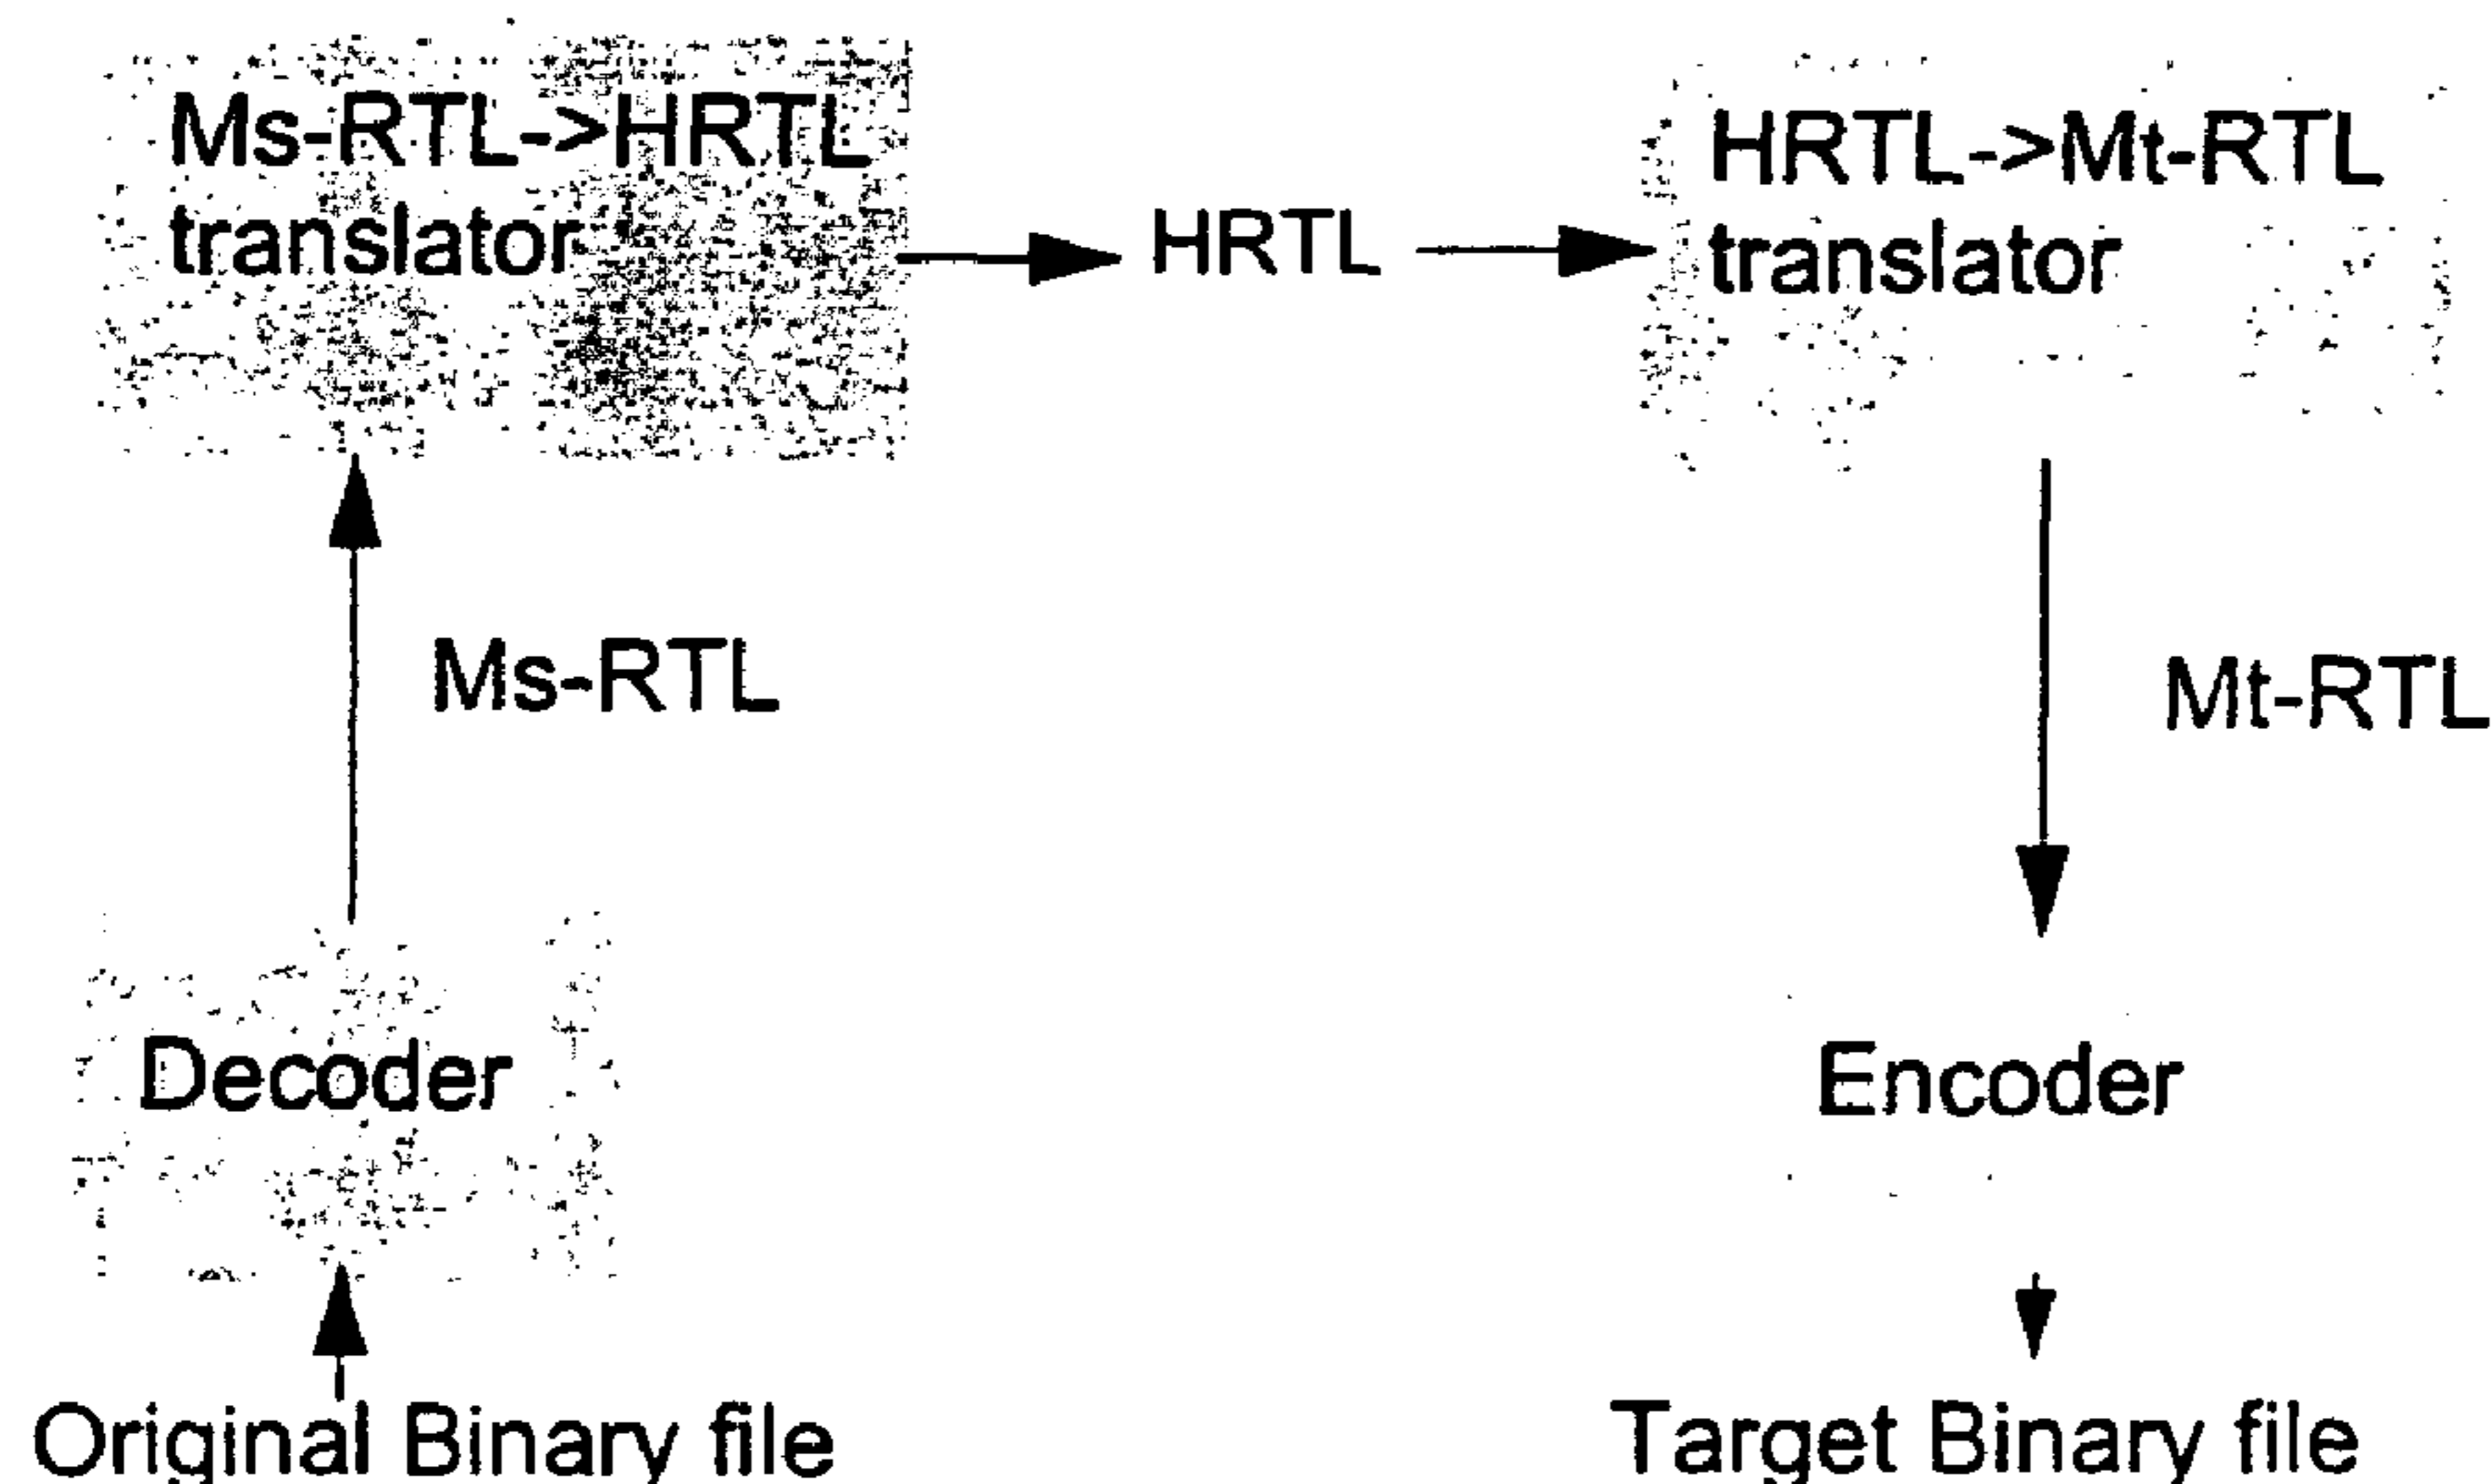 Ms-RTL->HRTL
translator
HRTL
HRTL->Mt-RTL
translator
Ms-RTL
Mt-RTL
Decoder
Encoder
Original Binary file
Target Binary file